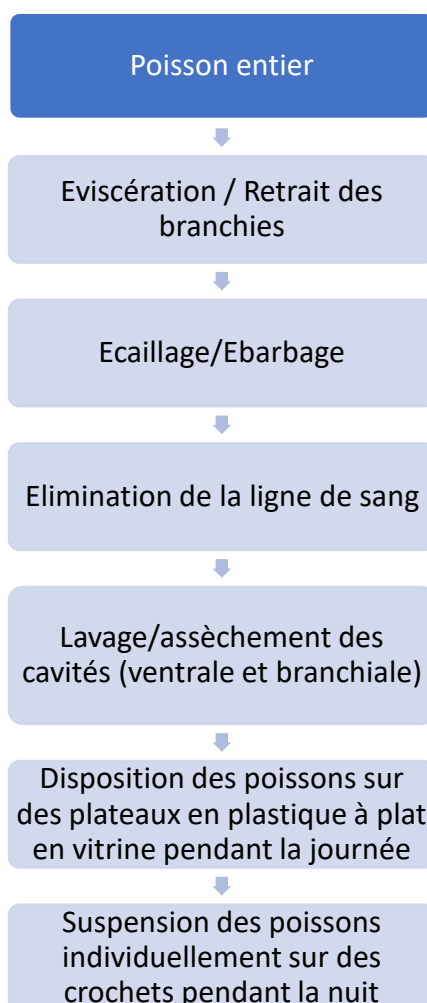 Poisson entier
Eviscération / Retrait des
branchies
Ecaillage/Ebarbage
Elimination de la ligne de sang
Lavage/assèchement des
cavités (ventrale et branchiale)
Disposition des poissons sur
des plateaux en plastique à plat
en vitrine pendant la journée
Suspension des poissons
individuellement sur des
crochets pendant la nuit